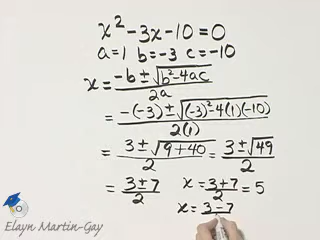 x² - 3x - 10 = 0
a = 1  b = -3  c = -10
x = (-b ± √(b² - 4ac)) / 2a
= (-(-3) ± √((-3)² - 4(1)(-10))) / 2(1)
= (3 ± √(9 + 40)) / 2 = (3 ± √49) / 2
= (3 ± 7) / 2  x = (3 + 7) / 2 = 5
x = 3 - 7
Elayn Martin-Gay